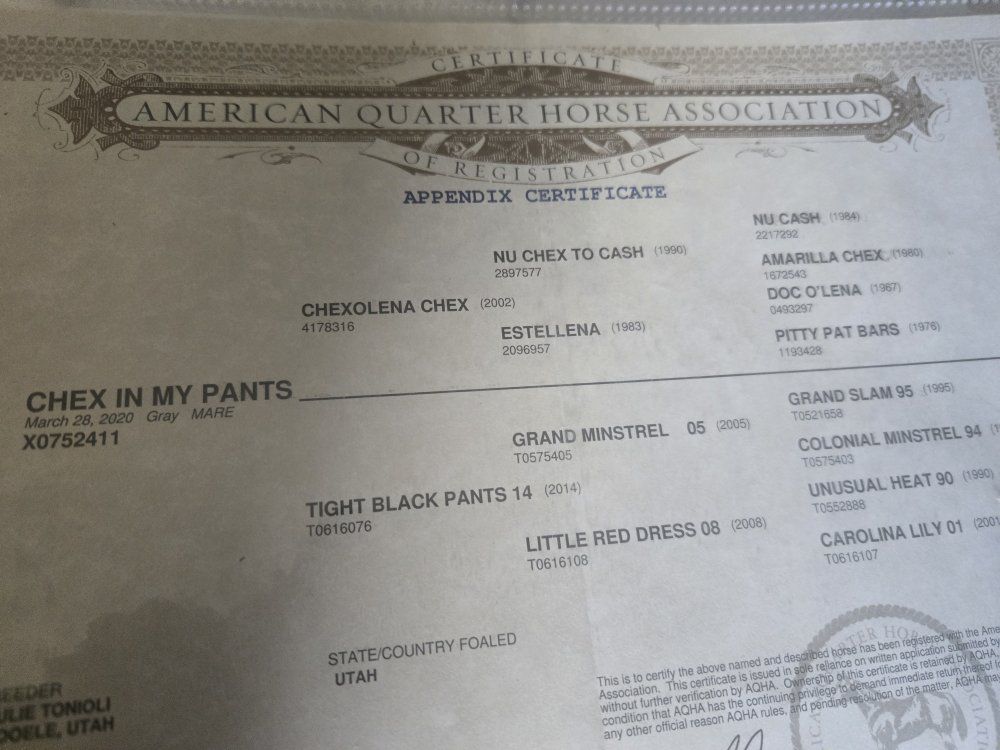 CERTIFICATE
AMERICAN QUARTER HORSE ASSOCIATION
OF REGISTRATION
APPENDIX CERTIFICATE
NU CASH (1984)
2217292
NU CHEX TO CASH (1990)
2897577
AMARILLA CHEX (1980)
1672543
CHEXOLENA CHEX (2002)
4178316
DOC O'LENA (1967)
0493297
ESTELLENA (1983)
2096957
PITTY PAT BARS (1976)
1193428
CHEX IN MY PANTS
March 28, 2020 Gray MARE
X0752411
GRAND SLAM 95 (1995)
T0521658
GRAND MINSTREL 05 (2005)
T0575405
COLONIAL MINSTREL 94
T0575403
TIGHT BLACK PANTS 14 (2014)
T0616076
UNUSUAL HEAT 90 (1990)
T0552888
LITTLE RED DRESS 08 (2008)
T0616108
CAROLINA LILY 01 (2001
T0616107
STATE/COUNTRY FOALED
UTAH
EEDER
ULIE TONIOLI
OOELE, UTAH
This is to certify the above named and described horse has been registered with the Ame
Association. This certificate is issued in sole reliance on written application submitted by
without further verification by AQHA. Ownership of this certificate is retained by AQHA,
condition that AQHA has the continuing privilege to demand immediate return thereof f
any other official reason AQHA rules, and pending resolution of the matter, AQHA may